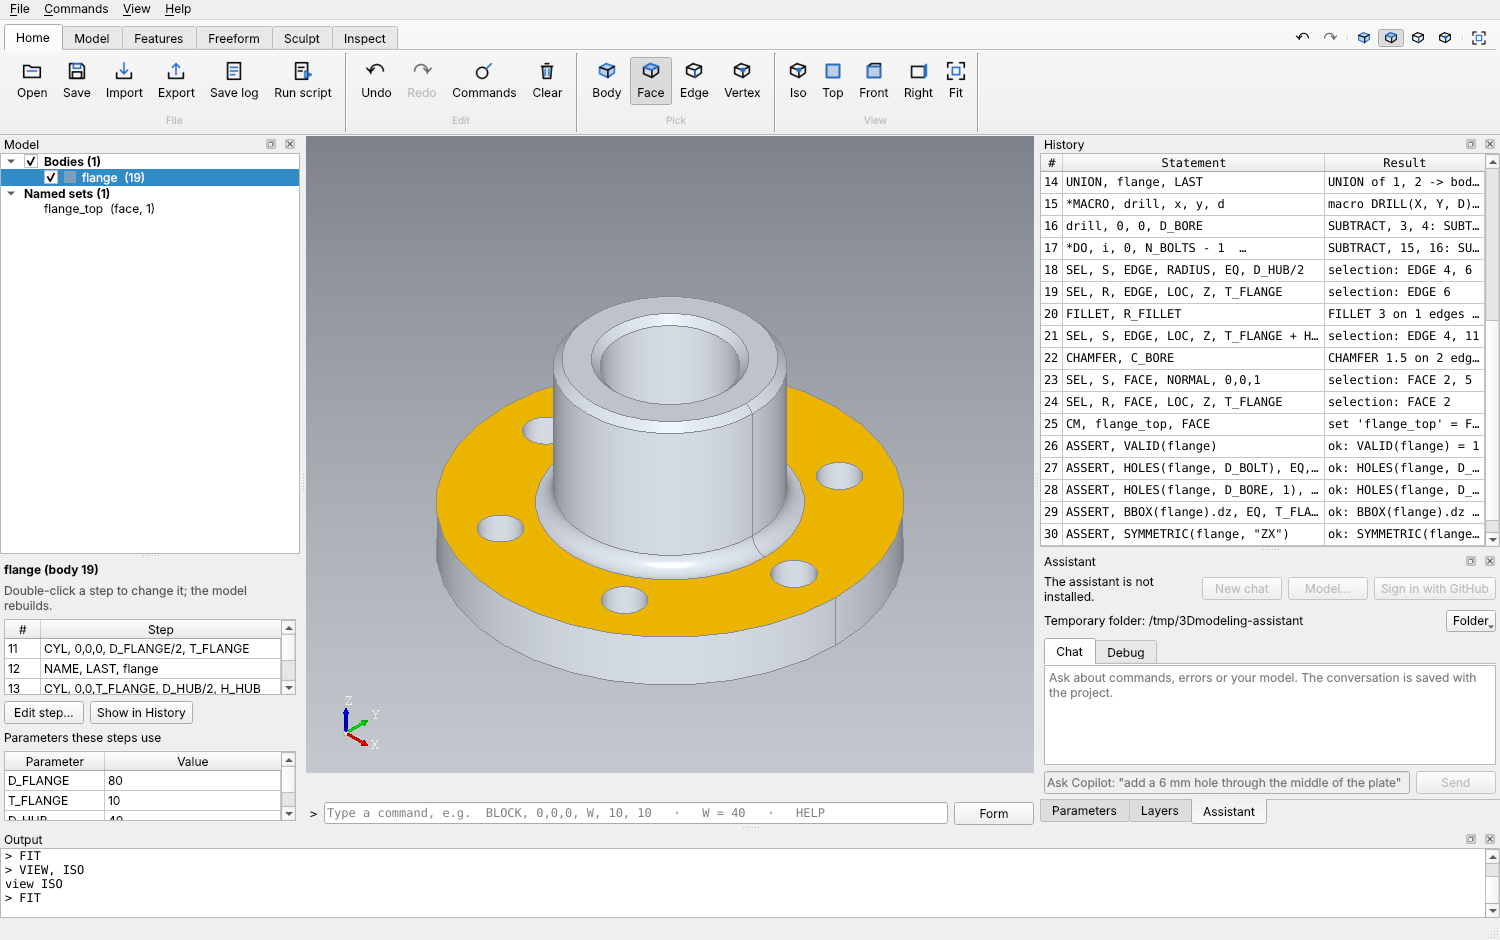 File Commands View Help
Home Model Features Freeform Sculpt Inspect
Open Save Import Export Save log Run script Undo Redo Commands Clear Body Face Edge Vertex Iso Top Front Right Fit
File Edit Pick View
Model
Bodies (1)
flange (19)
Named sets (1)
flange_top (face, 1)
flange (body 19)
Double-click a step to change it; the model
rebuilds.
# Step
11 CYL, 0,0,0, D_FLANGE/2, T_FLANGE
12 NAME, LAST, flange
13 CYL, 0,0,T_FLANGE, D_HUB/2, H_HUB
Edit step... Show in History
Parameters these steps use
Parameter Value
D_FLANGE 80
T_FLANGE 10
D_HUB 40
Z
Y
X
> Type a command, e.g. BLOCK, 0,0,0, W, 10, 10 · W = 40 · HELP
Form
History
# Statement Result
14 UNION, flange, LAST UNION of 1, 2 -> bod…
15 *MACRO, drill, x, y, d macro DRILL(X, Y, D)…
16 drill, 0, 0, D_BORE SUBTRACT, 3, 4: SUBT…
17 *DO, i, 0, N_BOLTS - 1 … SUBTRACT, 15, 16: SU…
18 SEL, S, EDGE, RADIUS, EQ, D_HUB/2 selection: EDGE 4, 6
19 SEL, R, EDGE, LOC, Z, T_FLANGE selection: EDGE 6
20 FILLET, R_FILLET FILLET 3 on 1 edges …
21 SEL, S, EDGE, LOC, Z, T_FLANGE + H… selection: EDGE 4, 11
22 CHAMFER, C_BORE CHAMFER 1.5 on 2 edg…
23 SEL, S, FACE, NORMAL, 0,0,1 selection: FACE 2, 5
24 SEL, R, FACE, LOC, Z, T_FLANGE selection: FACE 2
25 CM, flange_top, FACE set 'flange_top' = F…
26 ASSERT, VALID(flange) ok: VALID(flange) = 1
27 ASSERT, HOLES(flange, D_BOLT), EQ,… ok: HOLES(flange, D_…
28 ASSERT, HOLES(flange, D_BORE, 1), … ok: HOLES(flange, D_…
29 ASSERT, BBOX(flange).dz, EQ, T_FLA… ok: BBOX(flange).dz …
30 ASSERT, SYMMETRIC(flange, "ZX") ok: SYMMETRIC(flange…
Assistant
The assistant is not
installed.
New chat Model... Sign in with GitHub
Temporary folder: /tmp/3Dmodeling-assistant
Folder
Chat Debug
Ask about commands, errors or your model. The conversation is saved with
the project.
Ask Copilot: "add a 6 mm hole through the middle of the plate"
Send
Parameters Layers Assistant
Output
> FIT
> VIEW, ISO
view ISO
> FIT